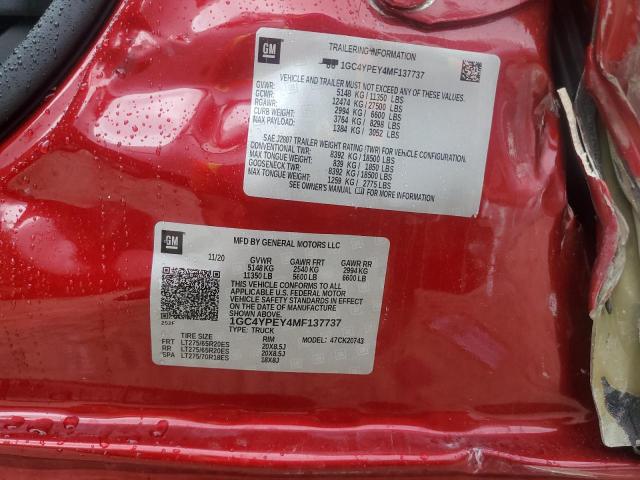 GM
TRAILERING INFORMATION
1GC4YPEY4MF137737
VEHICLE AND TRAILER MUST NOT EXCEED ANY OF THESE VALUES.
GVWR: 5148 KG/11350 LBS
GCWR: 12474 KG/27500 LBS
RGAWR: 2994 KG/ 6600 LBS
CURB WEIGHT: 3764 KG/ 8298 LBS
MAX PAYLOAD: 1384 KG/ 3052 LBS
SAE J2807 TRAILER WEIGHT RATING (TWR) FOR VEHICLE CONFIGURATION.
CONVENTIONAL TWR: 8392 KG/18500 LBS
MAX TONGUE WEIGHT: 839 KG/ 1850 LBS
GOOSENECK TWR: 8392 KG/18500 LBS
MAX TONGUE WEIGHT: 1259 KG/ 2775 LBS
SEE OWNER'S MANUAL FOR MORE INFORMATION.
GM
MFD BY GENERAL MOTORS LLC
11/20 GVWR GAWR FRT GAWR RR
5148 KG 2540 KG 2994 KG
11350 LB 5600 LB 6600 LB
THIS VEHICLE CONFORMS TO ALL
APPLICABLE U.S. FEDERAL MOTOR
VEHICLE SAFETY STANDARDS IN EFFECT
ON THE DATE OF MANUFACTURE
SHOWN ABOVE.
1GC4YPEY4MF137737
253F TYPE: TRUCK
TIRE SIZE RIM MODEL: 47CK20743
FRT LT275/65R20ES 20X8.5J
RR LT275/65R20ES 20X8.5J
SPA LT275/70R18ES 18X8J